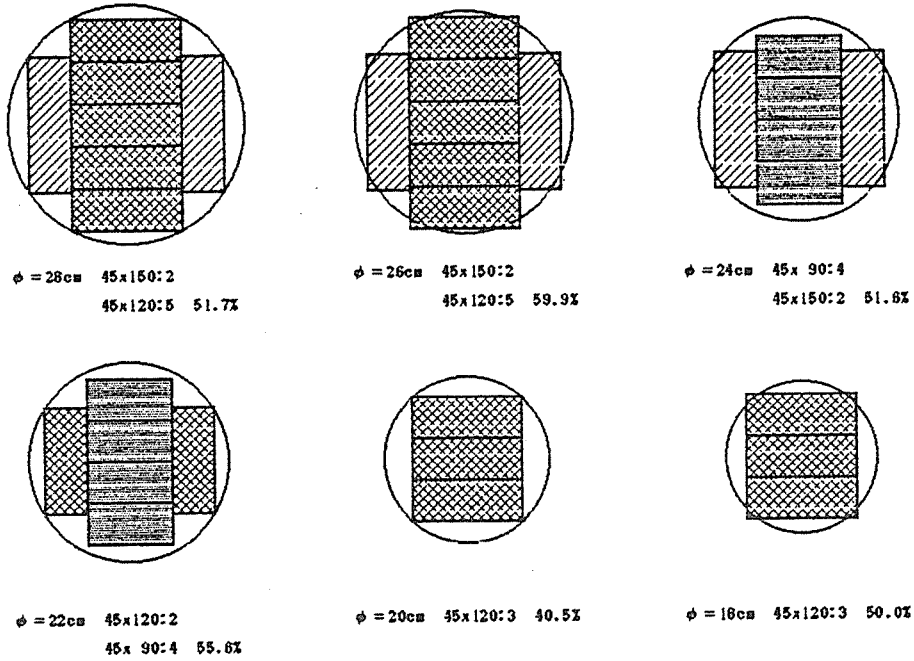 φ =28cm 45x150:2
45x120:5 51.7%
φ =26cm 45x150:2
45x120:5 59.9%
φ =24cm 45x 90:4
45x150:2 51.6%
φ =22cm 45x120:2
45x 90:4 55.8%
φ =20cm 45x120:3 40.5%
φ =18cm 45x120:3 50.0%